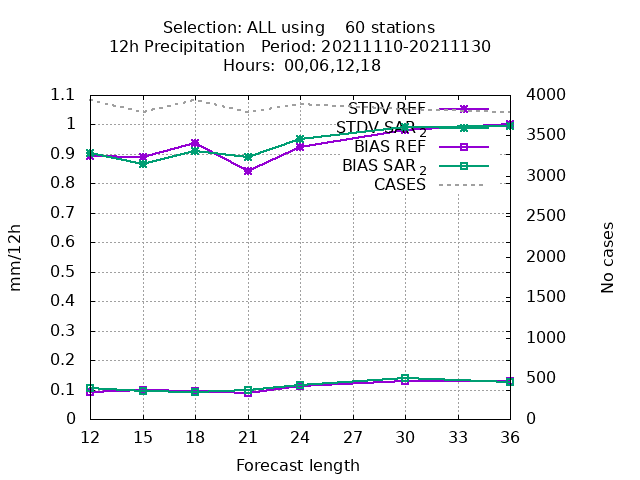 Selection: ALL using 60 stations
12h Precipitation Period: 20211110-20211130
Hours: 00,06,12,18
1.1
1
0.9
0.8
0.7
0.6
0.5
0.4
0.3
0.2
0.1
0
mm/12h
STDV REF
STDV SAR 2
BIAS REF
BIAS SAR 2
CASES
4000
3500
3000
2500
2000
1500
1000
500
0
No cases
12 15 18 21 24 27 30 33 36
Forecast length